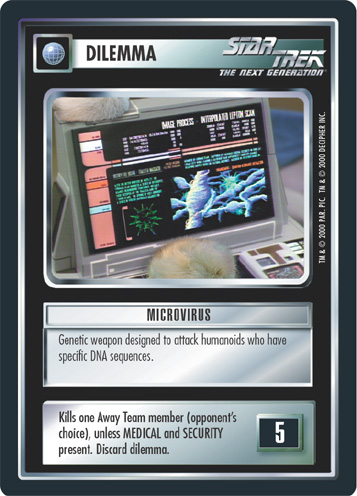 DILEMMA
STAR TREK
THE NEXT GENERATION®
IMAGE PROCESS - INTERPOLATED LEPTON SCAN
TM & © 2000 PAR. PIC. TM & © 2000 DECIPHER INC.
MICROVIRUS
Genetic weapon designed to attack humanoids who have
specific DNA sequences.
Kills one Away Team member (opponent's
choice), unless MEDICAL and SECURITY
present. Discard dilemma.
5